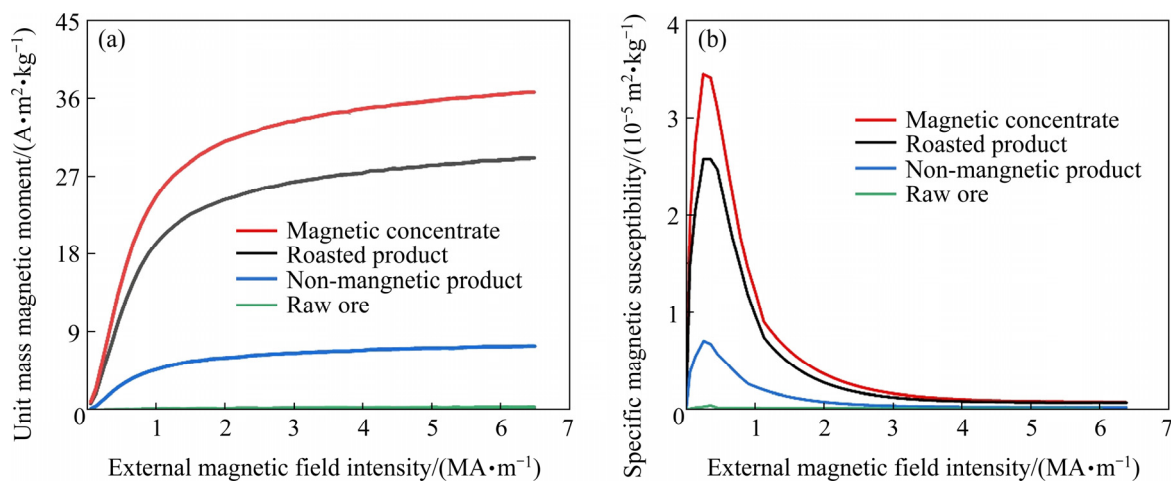 (a)
Unit mass magnetic moment/(A•m²•kg⁻¹)
45
36
27
18
9
0
Magnetic concentrate
Roasted product
Non-mangnetic product
Raw ore
0 1 2 3 4 5 6 7
External magnetic field intensity/(MA•m⁻¹)
(b)
Specific magnetic susceptibility/(10⁻⁵ m²•kg⁻¹)
4
3
2
1
0
Magnetic concentrate
Roasted product
Non-mangnetic product
Raw ore
1 2 3 4 5 6 7
External magnetic field intensity/(MA•m⁻¹)